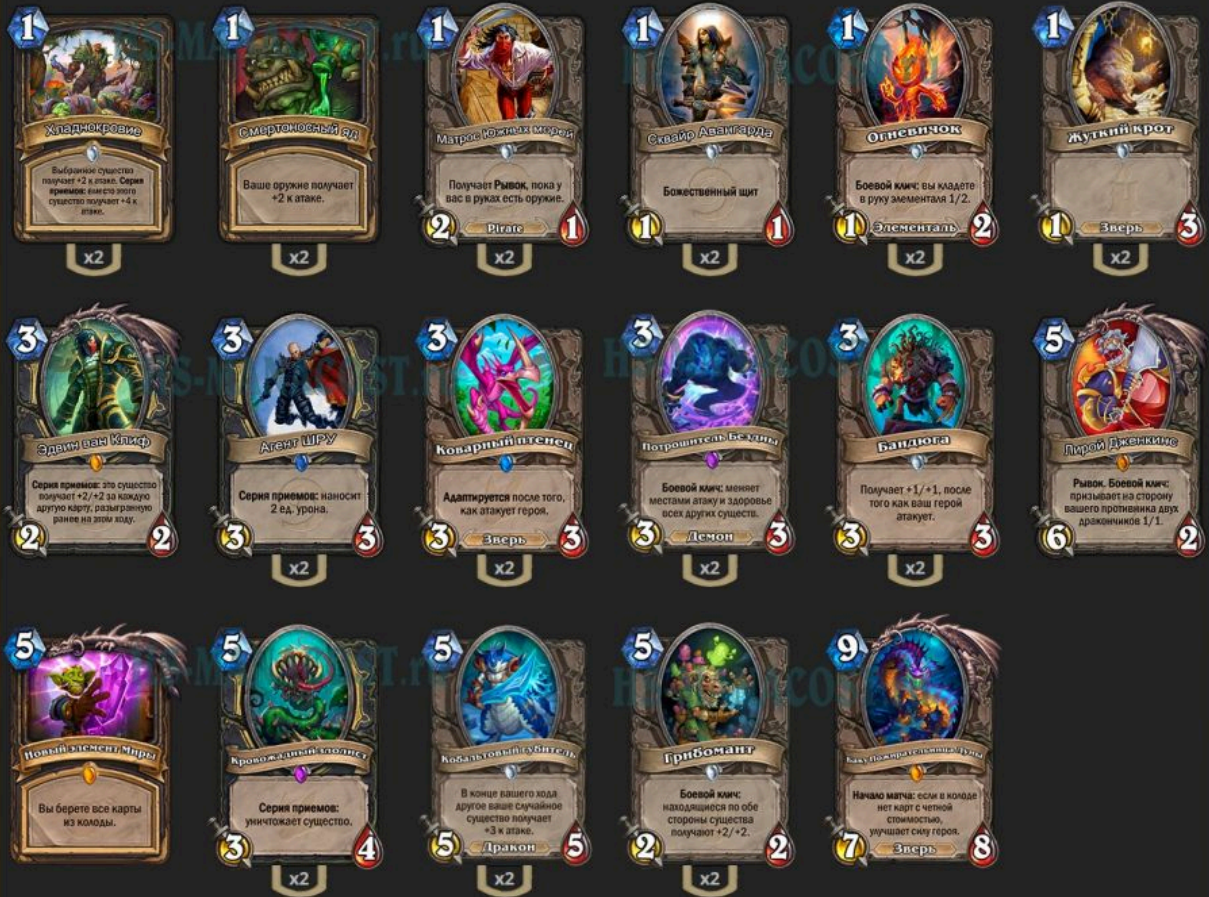 1
HS-MANACOST.ru
Хладнокровие
Выбранное существо
получает +2 к атаке. Серия
приемов: вместо этого
существо получает +4 к
атаке.
x2
1
Смертоносный яд
Ваше оружие получает
+2 к атаке.
x2
1
Матрос Южных морей
Получает Рывок, пока у
вас в руках есть оружие.
2
Pirate
1
x2
1
Сквайр Авангарда
Божественный щит
1
1
x2
1
Огневичок
Боевой клич: вы кладете
в руку элементаля 1/2.
1
Элементаль
2
x2
1
Жуткий крот
1
Зверь
3
x2
3
Эдвин ван Клиф
Серия приемов: это существо
получает +2/+2 за каждую
другую карту, разыгранную
ранее на этом ходу.
2
2
3
Агент ШРУ
Серия приемов: наносит
2 ед. урона.
3
3
x2
3
Коварный птенец
Адаптируется после того,
как атакует героя.
3
Зверь
3
x2
3
Потрошитель Бездны
Боевой клич: меняет
местами атаку и здоровье
всех других существ.
3
Демон
3
x2
3
Бандюга
Получает +1/+1, после
того как ваш герой
атакует.
3
3
x2
5
Лирой Дженкинс
Рывок. Боевой клич:
призывает на сторону
вашего противника двух
дракончиков 1/1.
6
2
5
Новый элемент Миры
Вы берете все карты
из колоды.
5
Кровожадный злолист
Серия приемов:
уничтожает существо.
3
4
x2
5
Кобальтовый губитель
В конце вашего хода
другое ваше случайное
существо получает
+3 к атаке.
5
Дракон
5
x2
5
Грибомант
Боевой клич:
находящиеся по обе
стороны существа
получают +2/+2.
2
2
x2
9
Баку Пожирательница Луны
Начало матча: если в колоде
нет карт с четной
стоимостью,
улучшает силу героя.
7
Зверь
8